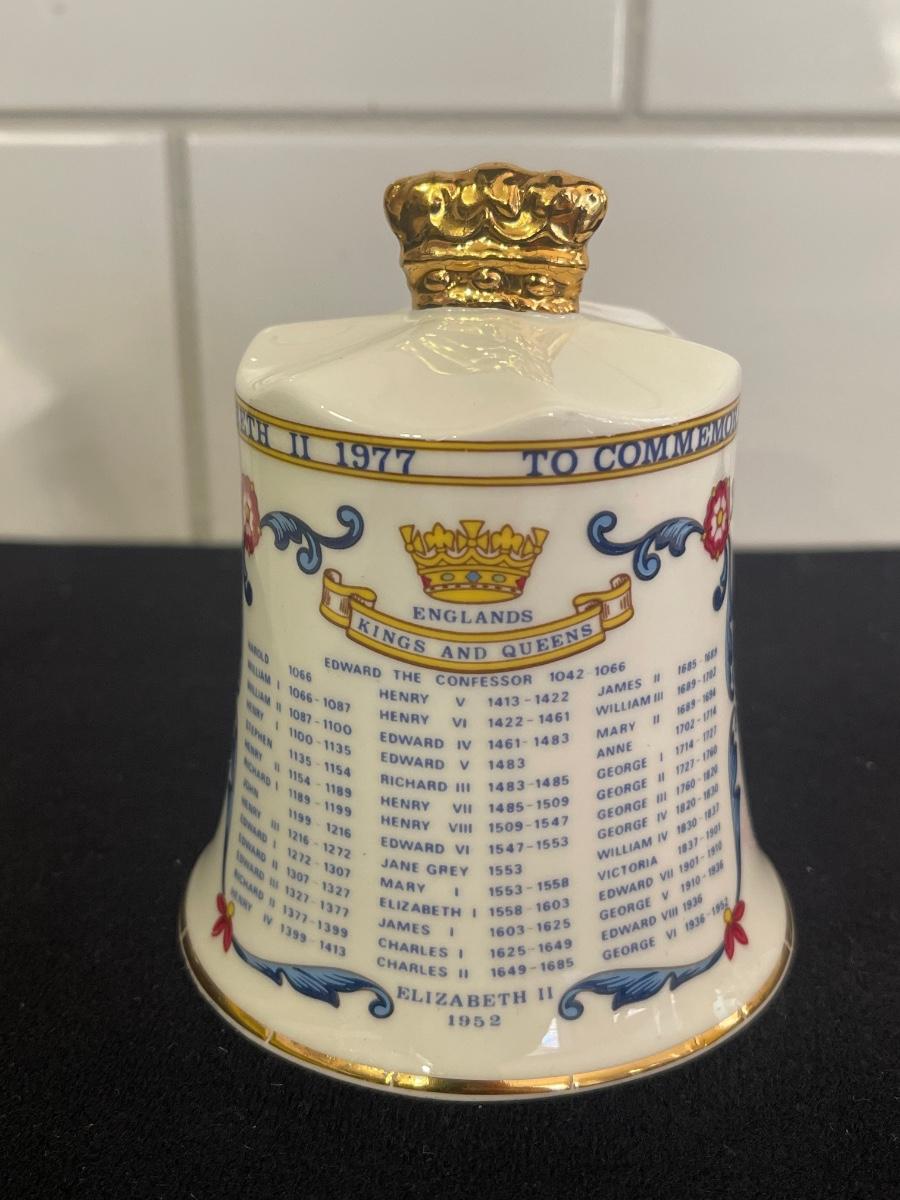 ETH II 1977 TO COMMEMO
ENGLANDS
KINGS AND QUEENS
EDWARD THE CONFESSOR 1042-1066
HAROLD 1066
WILLIAM I 1066-1087
WILLIAM II 1087-1100
HENRY I 1100-1135
STEPHEN 1135-1154
HENRY II 1154-1189
RICHARD I 1189-1199
JOHN 1199-1216
HENRY III 1216-1272
EDWARD I 1272-1307
EDWARD II 1307-1327
EDWARD III 1327-1377
RICHARD II 1377-1399
HENRY IV 1399-1413
HENRY V 1413-1422
HENRY VI 1422-1461
EDWARD IV 1461-1483
EDWARD V 1483
RICHARD III 1483-1485
HENRY VII 1485-1509
HENRY VIII 1509-1547
EDWARD VI 1547-1553
JANE GREY 1553
MARY I 1553-1558
ELIZABETH I 1558-1603
JAMES I 1603-1625
CHARLES I 1625-1649
CHARLES II 1649-1685
JAMES II 1685-1689
WILLIAM III 1689-1702
MARY II 1689-1694
ANNE 1702-1714
GEORGE I 1714-1727
GEORGE II 1727-1760
GEORGE III 1760-1820
GEORGE IV 1820-1830
WILLIAM IV 1830-1837
VICTORIA 1837-1901
EDWARD VII 1901-1910
GEORGE V 1910-1936
EDWARD VIII 1936
GEORGE VI 1936-1952
ELIZABETH II
1952